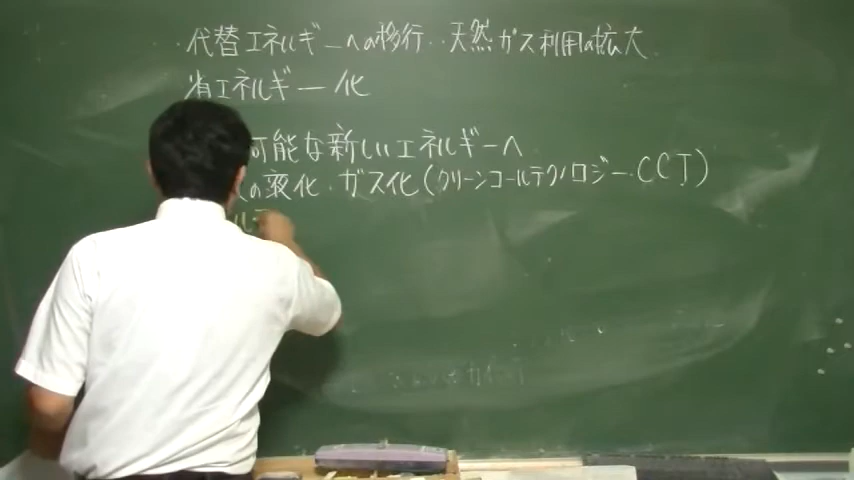 代替エネルギーへの移行‥天然ガス利用の拡大
省エネルギー化
可能な新しいエネルギーへ
の液化・ガス化(クリーンコールテクノロジー・CCT)